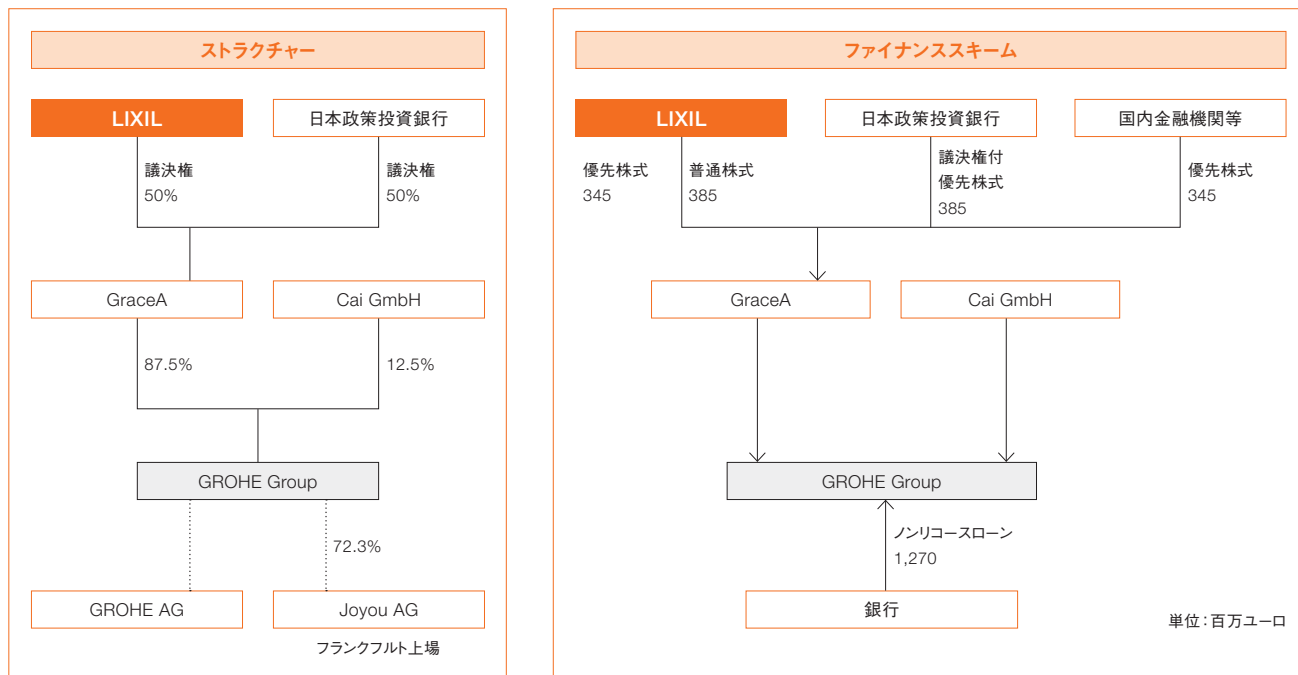 ストラクチャー
LIXIL
日本政策投資銀行
議決権
50%
議決権
50%
GraceA
Cai GmbH
87.5%
12.5%
GROHE Group
72.3%
GROHE AG
Joyou AG
フランクフルト上場
ファイナンススキーム
LIXIL
日本政策投資銀行
国内金融機関等
優先株式
345
普通株式
385
議決権付
優先株式
385
優先株式
345
GraceA
Cai GmbH
GROHE Group
ノンリコースローン
1,270
銀行
単位：百万ユーロ